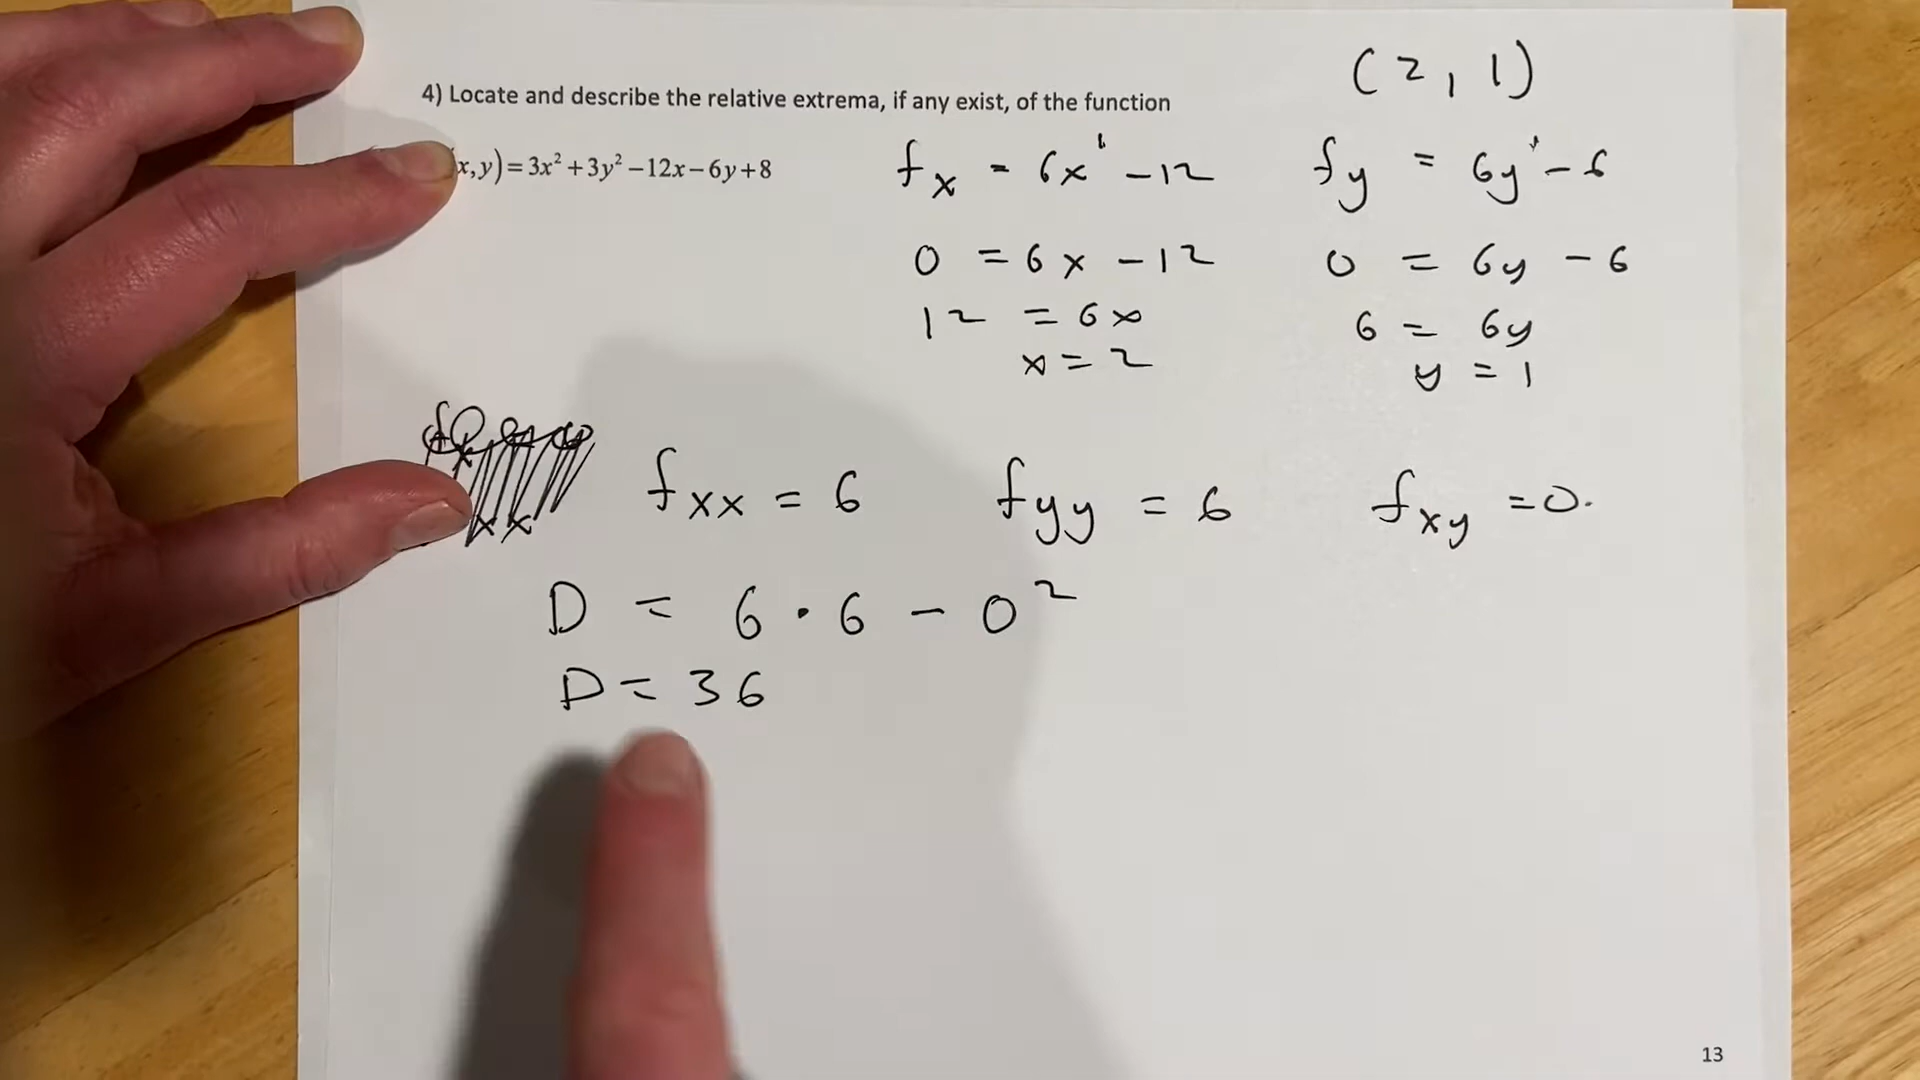 (2, 1)
4) Locate and describe the relative extrema, if any exist, of the function
x,y)=3x²+3y²−12x−6y+8
fx = 6x¹ −12
fy = 6y¹ − 6
0 = 6x −12
0 = 6y − 6
12 = 6x
6 = 6y
x = 2
y = 1
fxx = 6
fyy = 6
fxy = 0.
D = 6 · 6 − 0²
D = 36
13